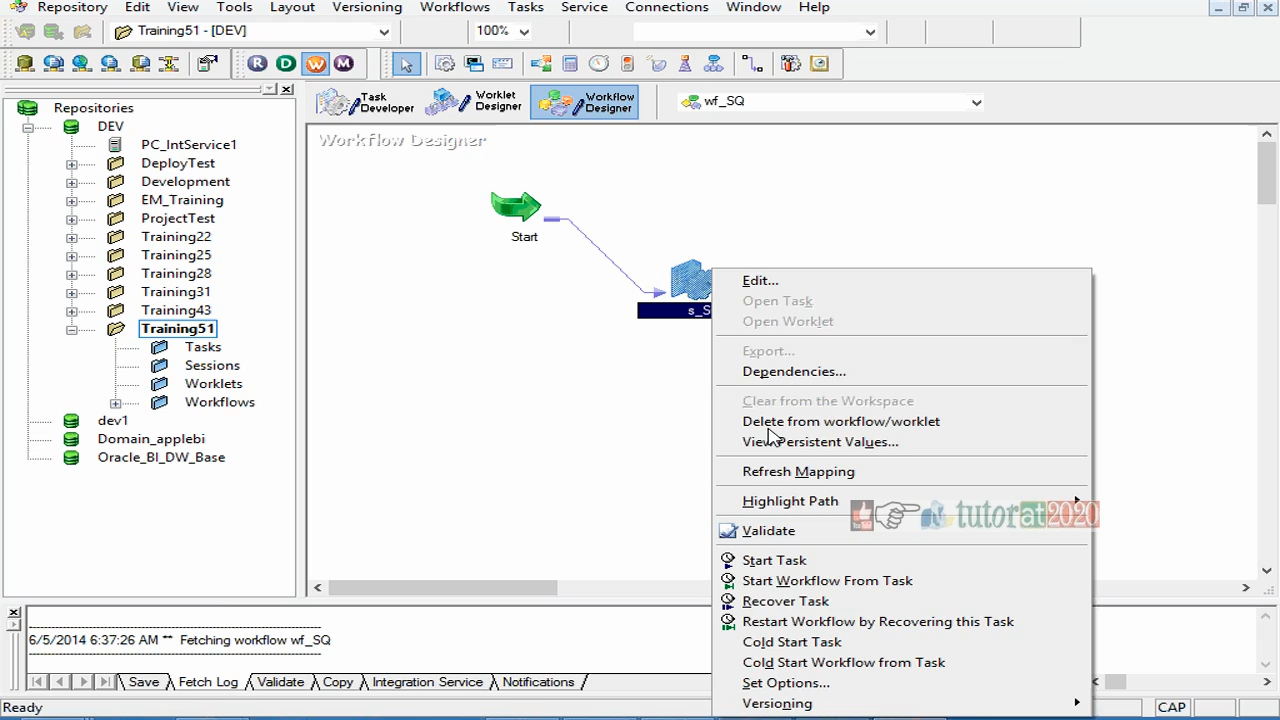 Repository Edit View Tools Layout Versioning Workflows Tasks Service Connections Window Help
Training51 - [DEV] 100%
R D W M
Task Developer Worklet Designer Workflow Designer wf_SQ
Repositories
DEV
PC_IntService1
DeployTest
Development
EM_Training
ProjectTest
Training22
Training25
Training28
Training31
Training43
Training51
Tasks
Sessions
Worklets
Workflows
dev1
Domain_applebi
Oracle_BI_DW_Base
Workflow Designer
Start
s_S
Edit...
Open Task
Open Worklet
Export...
Dependencies...
Clear from the Workspace
Delete from workflow/worklet
View Persistent Values...
Refresh Mapping
Highlight Path
tutorat2020
Validate
Start Task
Start Workflow From Task
Recover Task
Restart Workflow by Recovering this Task
Cold Start Task
Cold Start Workflow from Task
Set Options...
Versioning
6/5/2014 6:37:26 AM ** Fetching workflow wf_SQ
Save Fetch Log Validate Copy Integration Service Notifications
Ready CAP